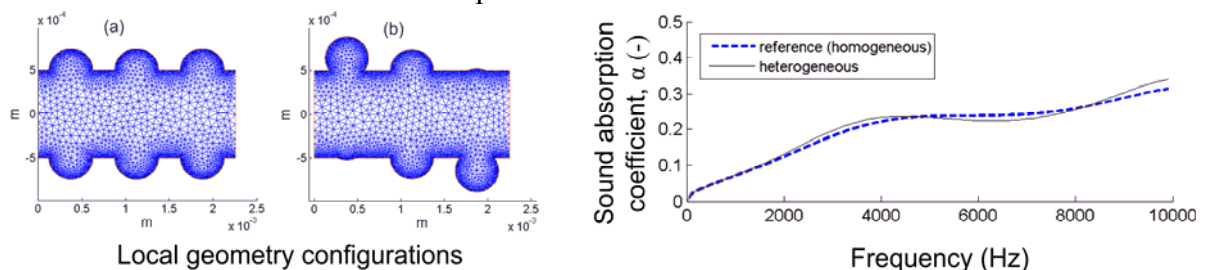 x 10⁻⁴
(a)
5
0
-5
m
0
0.5
1
1.5
2
2.5
m
x 10⁻³
x 10⁻⁴
(b)
5
0
-5
m
0
0.5
1
1.5
2
2.5
m
x 10⁻³
Local geometry configurations
Sound absorption
coefficient, α (-)
0.5
0.4
0.3
0.2
0.1
0
reference (homogeneous)
heterogeneous
0
2000
4000
6000
8000
10000
Frequency (Hz)